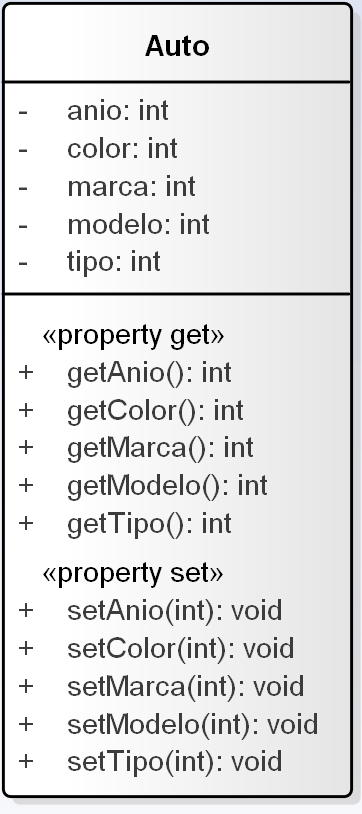 Auto
- anio: int
- color: int
- marca: int
- modelo: int
- tipo: int
«property get»
+ getAnio(): int
+ getColor(): int
+ getMarca(): int
+ getModelo(): int
+ getTipo(): int
«property set»
+ setAnio(int): void
+ setColor(int): void
+ setMarca(int): void
+ setModelo(int): void
+ setTipo(int): void